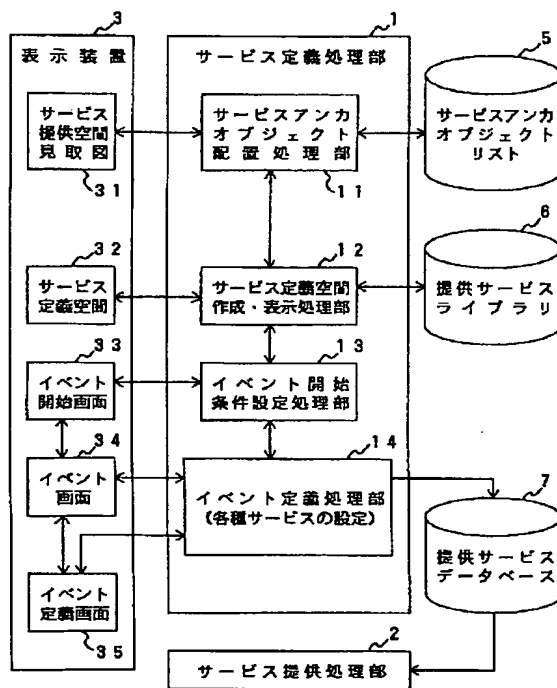 3
表示装置
サービス
提供空間
見取図
31
32
サービス
定義空間
33
イベント
開始画面
34
イベント
画面
イベント
定義画面
35
1
サービス定義処理部
サービスアンカ
オブジェクト
配置処理部
11
12
サービス定義空間
作成・表示処理部
13
イベント開始
条件設定処理部
14
イベント定義処理部
(各種サービスの設定)
5
サービスアンカ
オブジェクト
リスト
6
提供サービス
ライブラリ
7
提供サービス
データベース
2
サービス提供処理部